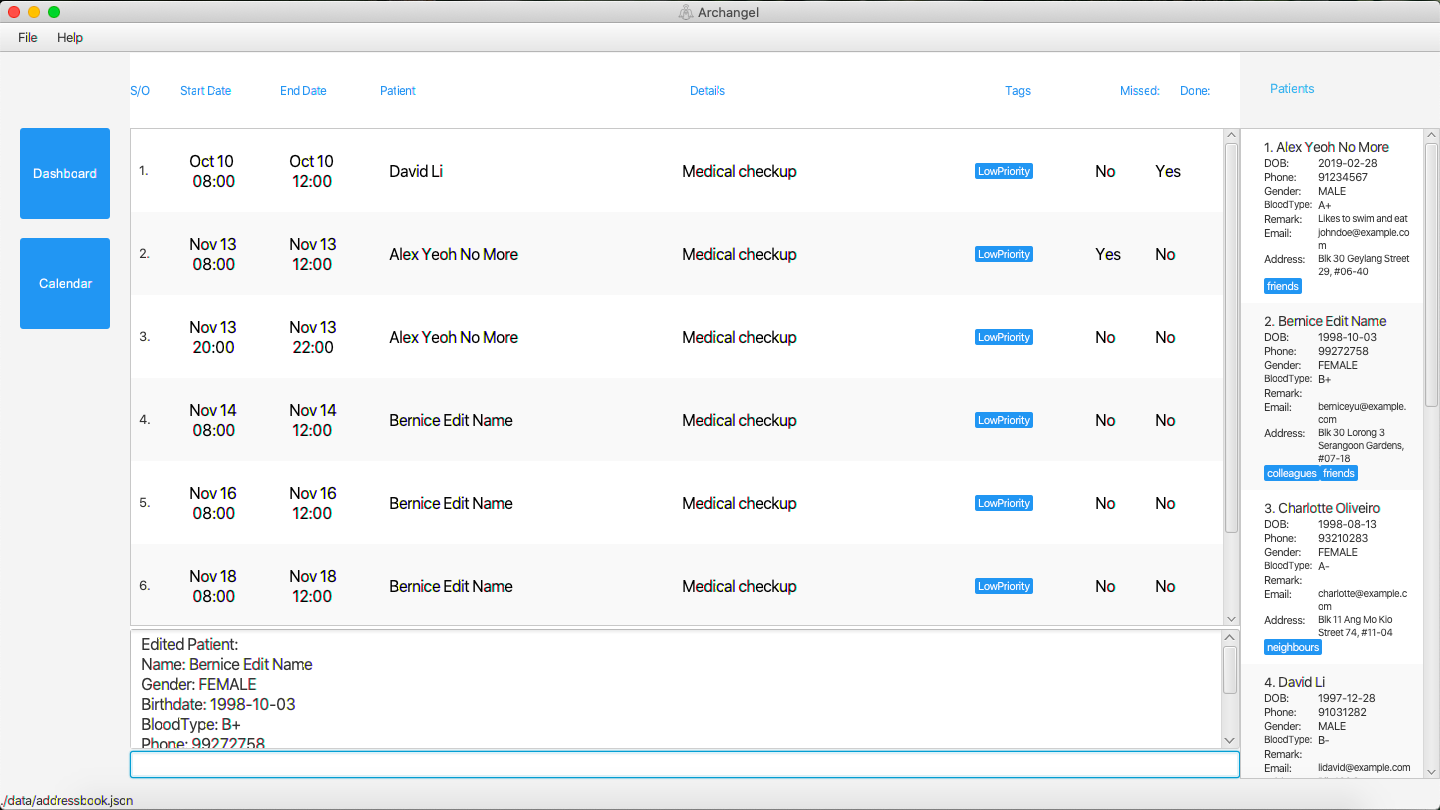 Archangel
File Help
S/O Start Date End Date Patient Details Tags Missed: Done:
Dashboard
Calendar
1. Oct 10 08:00 Oct 10 12:00 David Li Medical checkup LowPriority No Yes
2. Nov 13 08:00 Nov 13 12:00 Alex Yeoh No More Medical checkup LowPriority Yes No
3. Nov 13 20:00 Nov 13 22:00 Alex Yeoh No More Medical checkup LowPriority No No
4. Nov 14 08:00 Nov 14 12:00 Bernice Edit Name Medical checkup LowPriority No No
5. Nov 16 08:00 Nov 16 12:00 Bernice Edit Name Medical checkup LowPriority No No
6. Nov 18 08:00 Nov 18 12:00 Bernice Edit Name Medical checkup LowPriority No No
Edited Patient:
Name: Bernice Edit Name
Gender: FEMALE
Birthdate: 1998-10-03
BloodType: B+
Phone: 99272758
Patients
1. Alex Yeoh No More
DOB: 2019-02-28
Phone: 91234567
Gender: MALE
BloodType: A+
Remark: Likes to swim and eat
Email: johndoe@example.co
m
Address: Blk 30 Geylang Street
29, #06-40
friends
2. Bernice Edit Name
DOB: 1998-10-03
Phone: 99272758
Gender: FEMALE
BloodType: B+
Remark:
Email: berniceyu@example.
com
Address: Blk 30 Lorong 3
Serangoon Gardens,
#07-18
colleagues friends
3. Charlotte Oliveiro
DOB: 1998-08-13
Phone: 93210283
Gender: FEMALE
BloodType: A-
Remark:
Email: charlotte@example.c
om
Address: Blk 11 Ang Mo Kio
Street 74, #11-04
neighbours
4. David Li
DOB: 1997-12-28
Phone: 91031282
Gender: MALE
BloodType: B-
Remark:
Email: lidavid@example.com
./data/addressbook.json